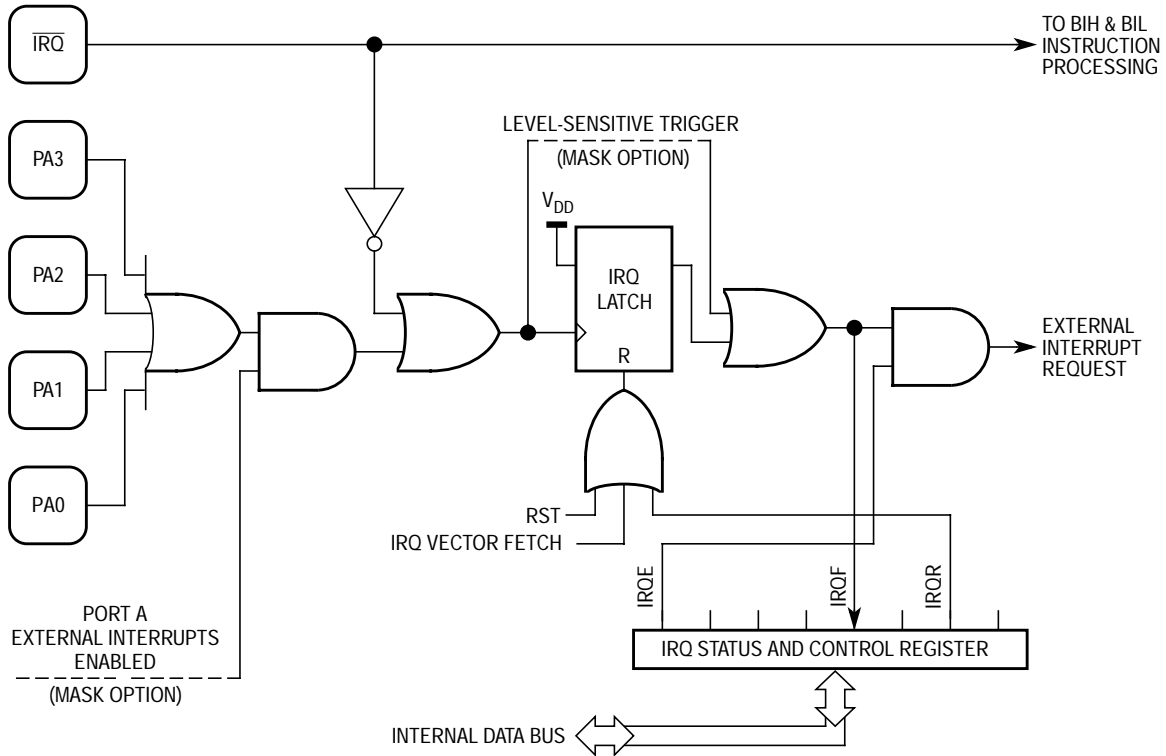 IRQ
TO BIH & BIL
INSTRUCTION
PROCESSING
PA3
LEVEL-SENSITIVE TRIGGER
(MASK OPTION)
VDD
PA2
IRQ
LATCH
R
EXTERNAL
INTERRUPT
REQUEST
PA1
PA0
RST
IRQ VECTOR FETCH
IRQE
IRQF
IRQR
PORT A
EXTERNAL INTERRUPTS
ENABLED
(MASK OPTION)
IRQ STATUS AND CONTROL REGISTER
INTERNAL DATA BUS